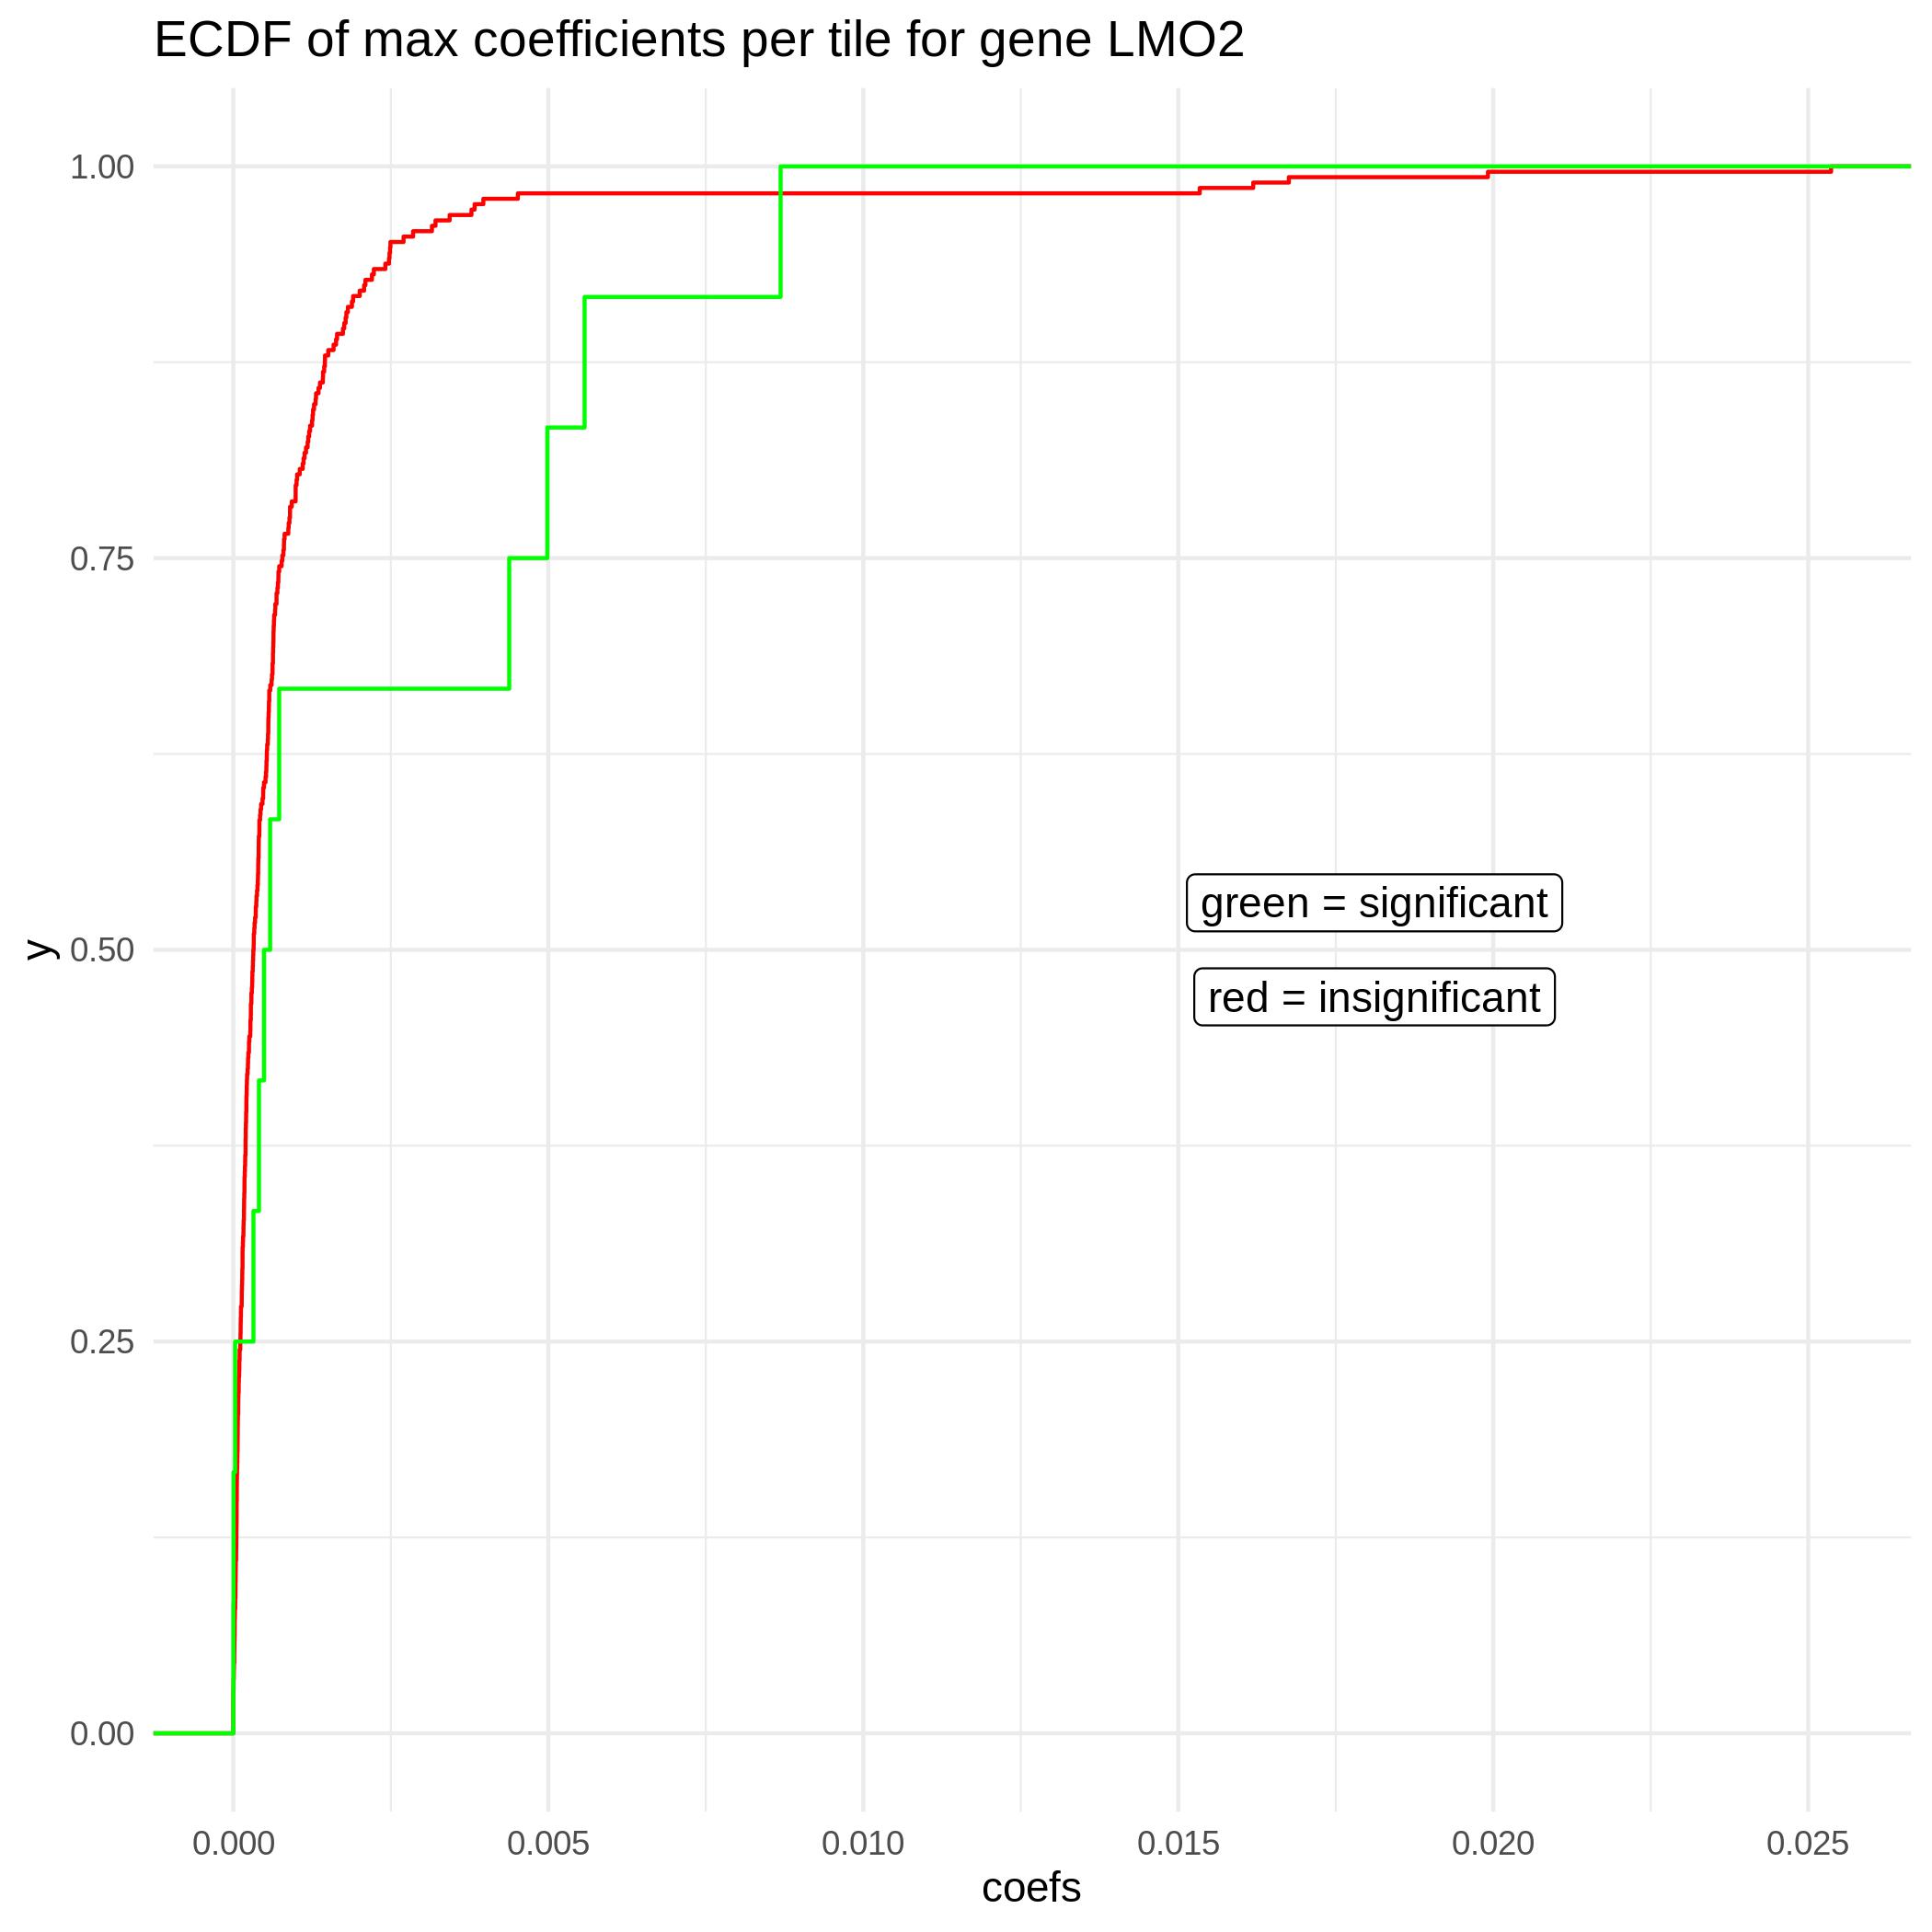 ECDF of max coefficients per tile for gene LMO2
1.00
0.75
0.50
0.25
0.00
y
green = significant
red = insignificant
0.000 0.005 0.010 0.015 0.020 0.025
coefs